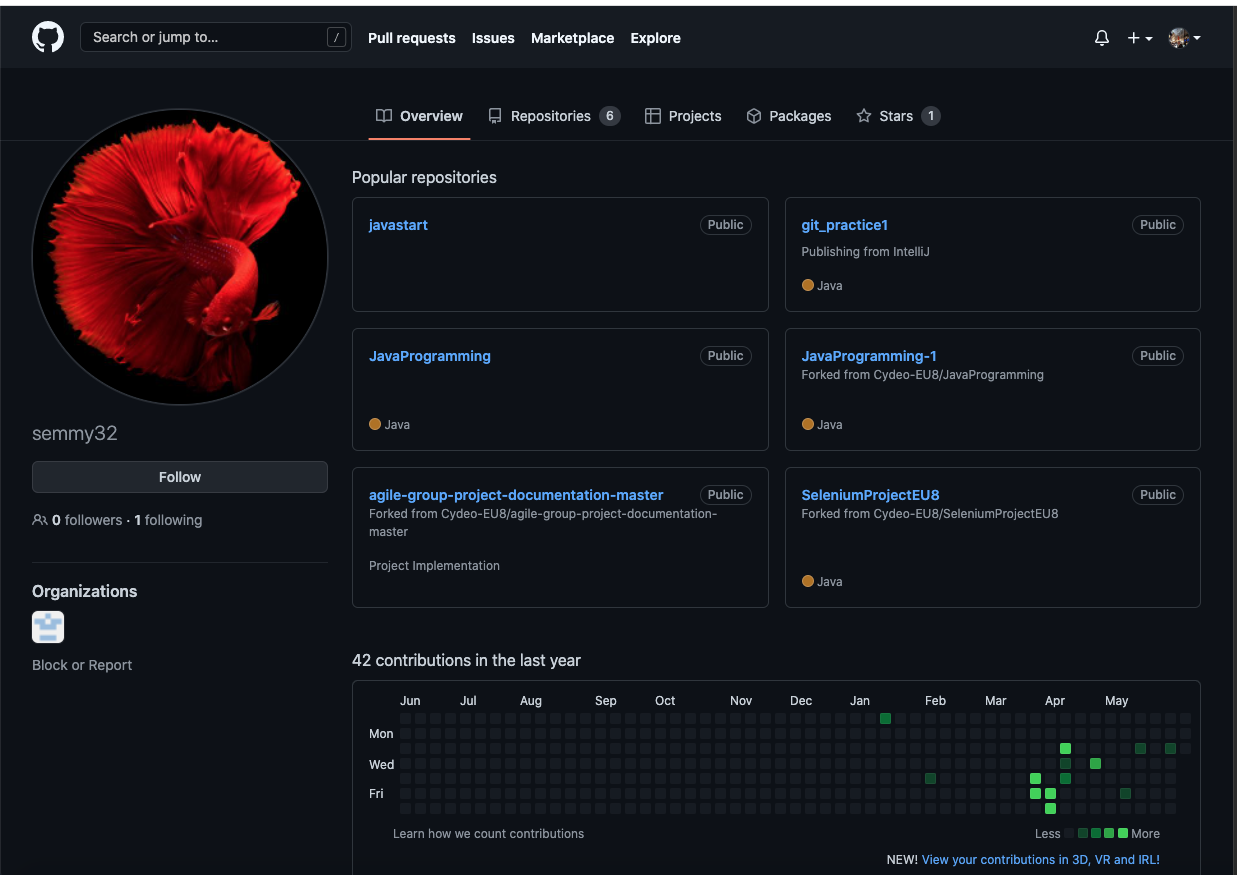 Search or jump to...
/
Pull requests
Issues
Marketplace
Explore
Overview
Repositories 6
Projects
Packages
Stars 1
semmy32
Follow
0 followers · 1 following
Organizations
Block or Report
Popular repositories
javastart
Public
git_practice1
Public
Publishing from IntelliJ
Java
JavaProgramming
Public
Java
JavaProgramming-1
Public
Forked from Cydeo-EU8/JavaProgramming
Java
agile-group-project-documentation-master
Public
Forked from Cydeo-EU8/agile-group-project-documentation-
master
Project Implementation
SeleniumProjectEU8
Public
Forked from Cydeo-EU8/SeleniumProjectEU8
Java
42 contributions in the last year
Jun Jul Aug Sep Oct Nov Dec Jan Feb Mar Apr May
Mon
Wed
Fri
Learn how we count contributions
Less
More
NEW! View your contributions in 3D, VR and IRL!